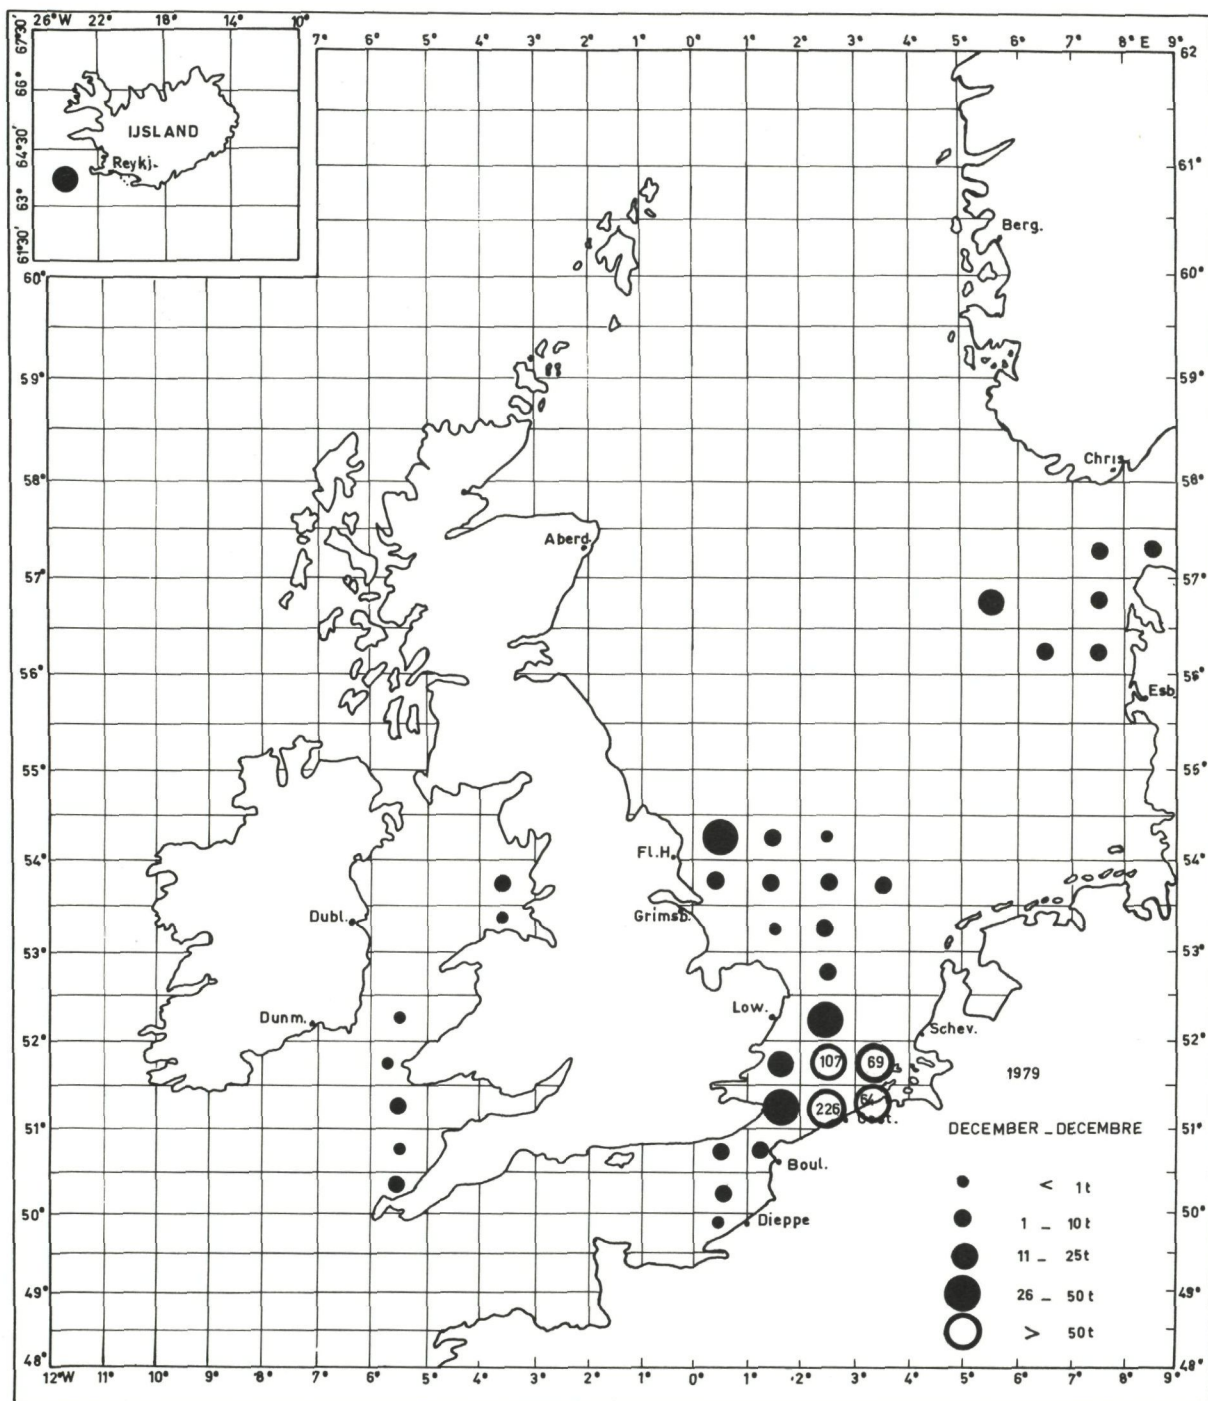 26°W 22° 18° 14° 10°
67°30'
66°
64°30'
63°
61°30'
IJSLAND
Reykj.
7° 6° 5° 4° 3° 2° 1° 0° 1° 2° 3° 4° 5° 6° 7° 8° E 9°
62
61°
60° 60°
59° 59°
58° 58°
57° 57°
56° 56°
55° 55°
54° 54°
53° 53°
52° 52°
51° 51°
50° 50°
49° 49°
48° 48°
Berg.
Chris
Aberd.
Esb
Fl.H.
Grimsb.
Dubl.
Dunm.
Low.
Schev.
107 69
226 64
Oost.
Boul.
Dieppe
1979
DECEMBER _ DECEMBRE
< 1t
1 _ 10t
11 _ 25t
26 _ 50t
> 50t
12°W 11° 10° 9° 8° 7° 6° 5° 4° 3° 2° 1° 0° 1° 2° 3° 4° 5° 6° 7° 8° 9°